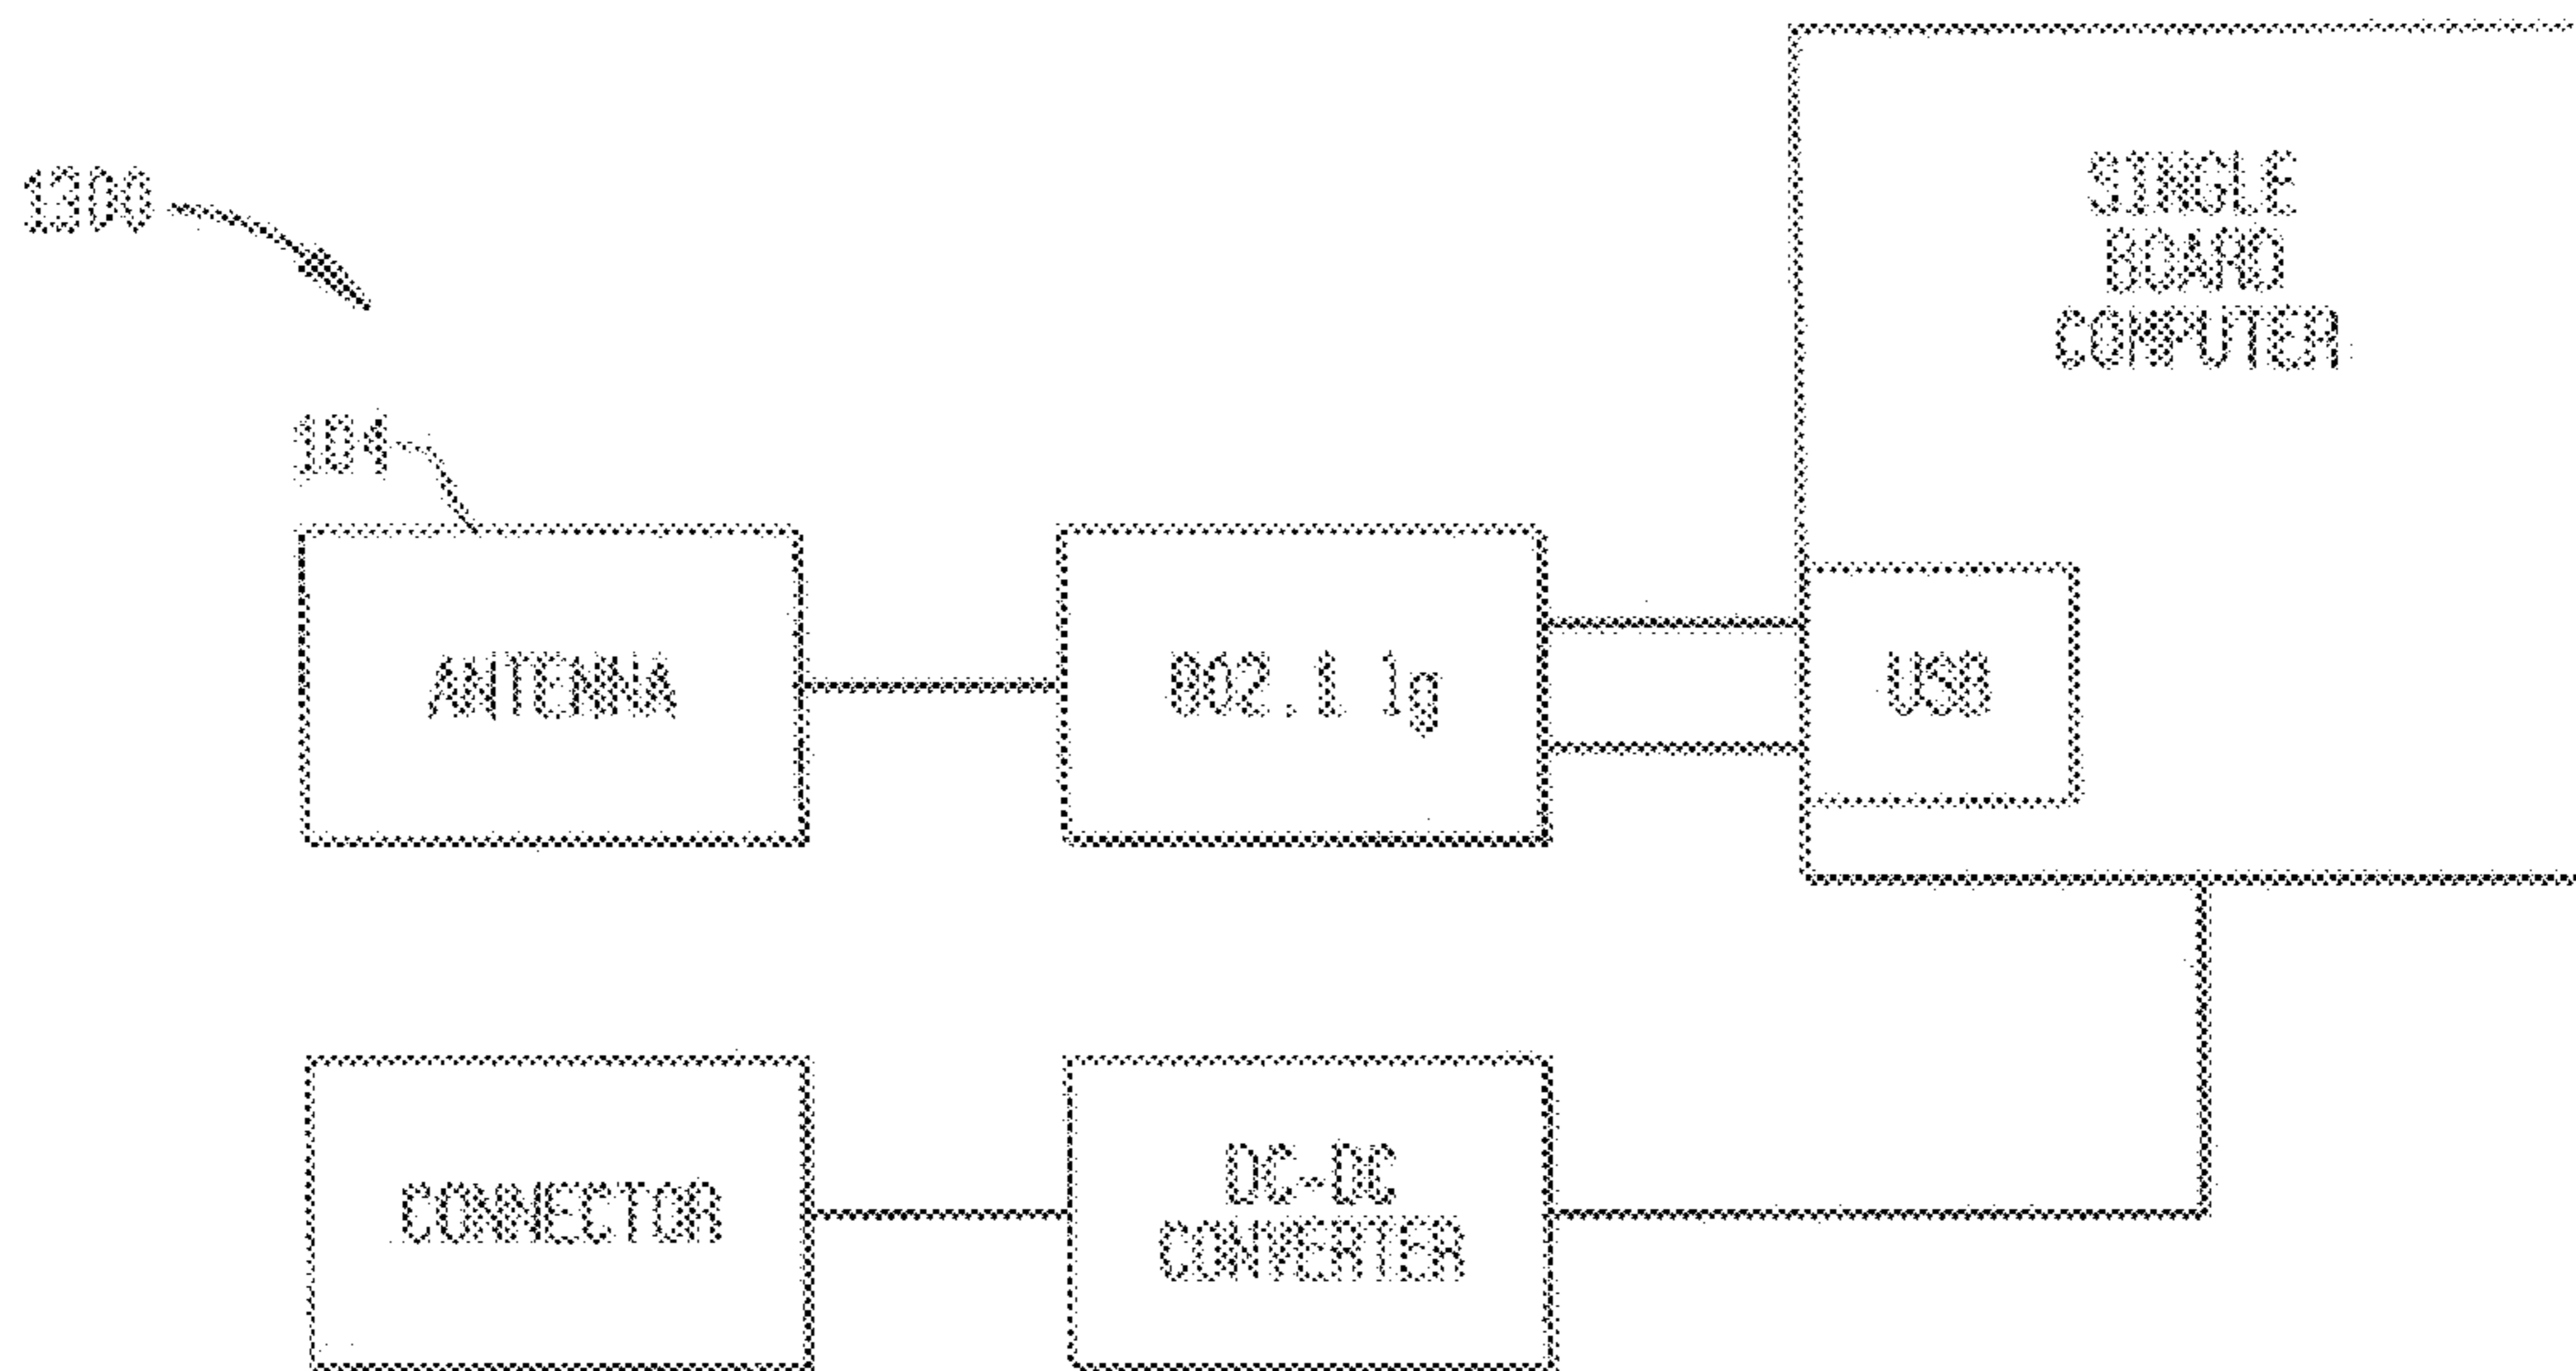 1300
SINGLE
BOARD
COMPUTER
104
ANTENNA
802.11g
USB
CONNECTOR
DC-DC
CONVERTER